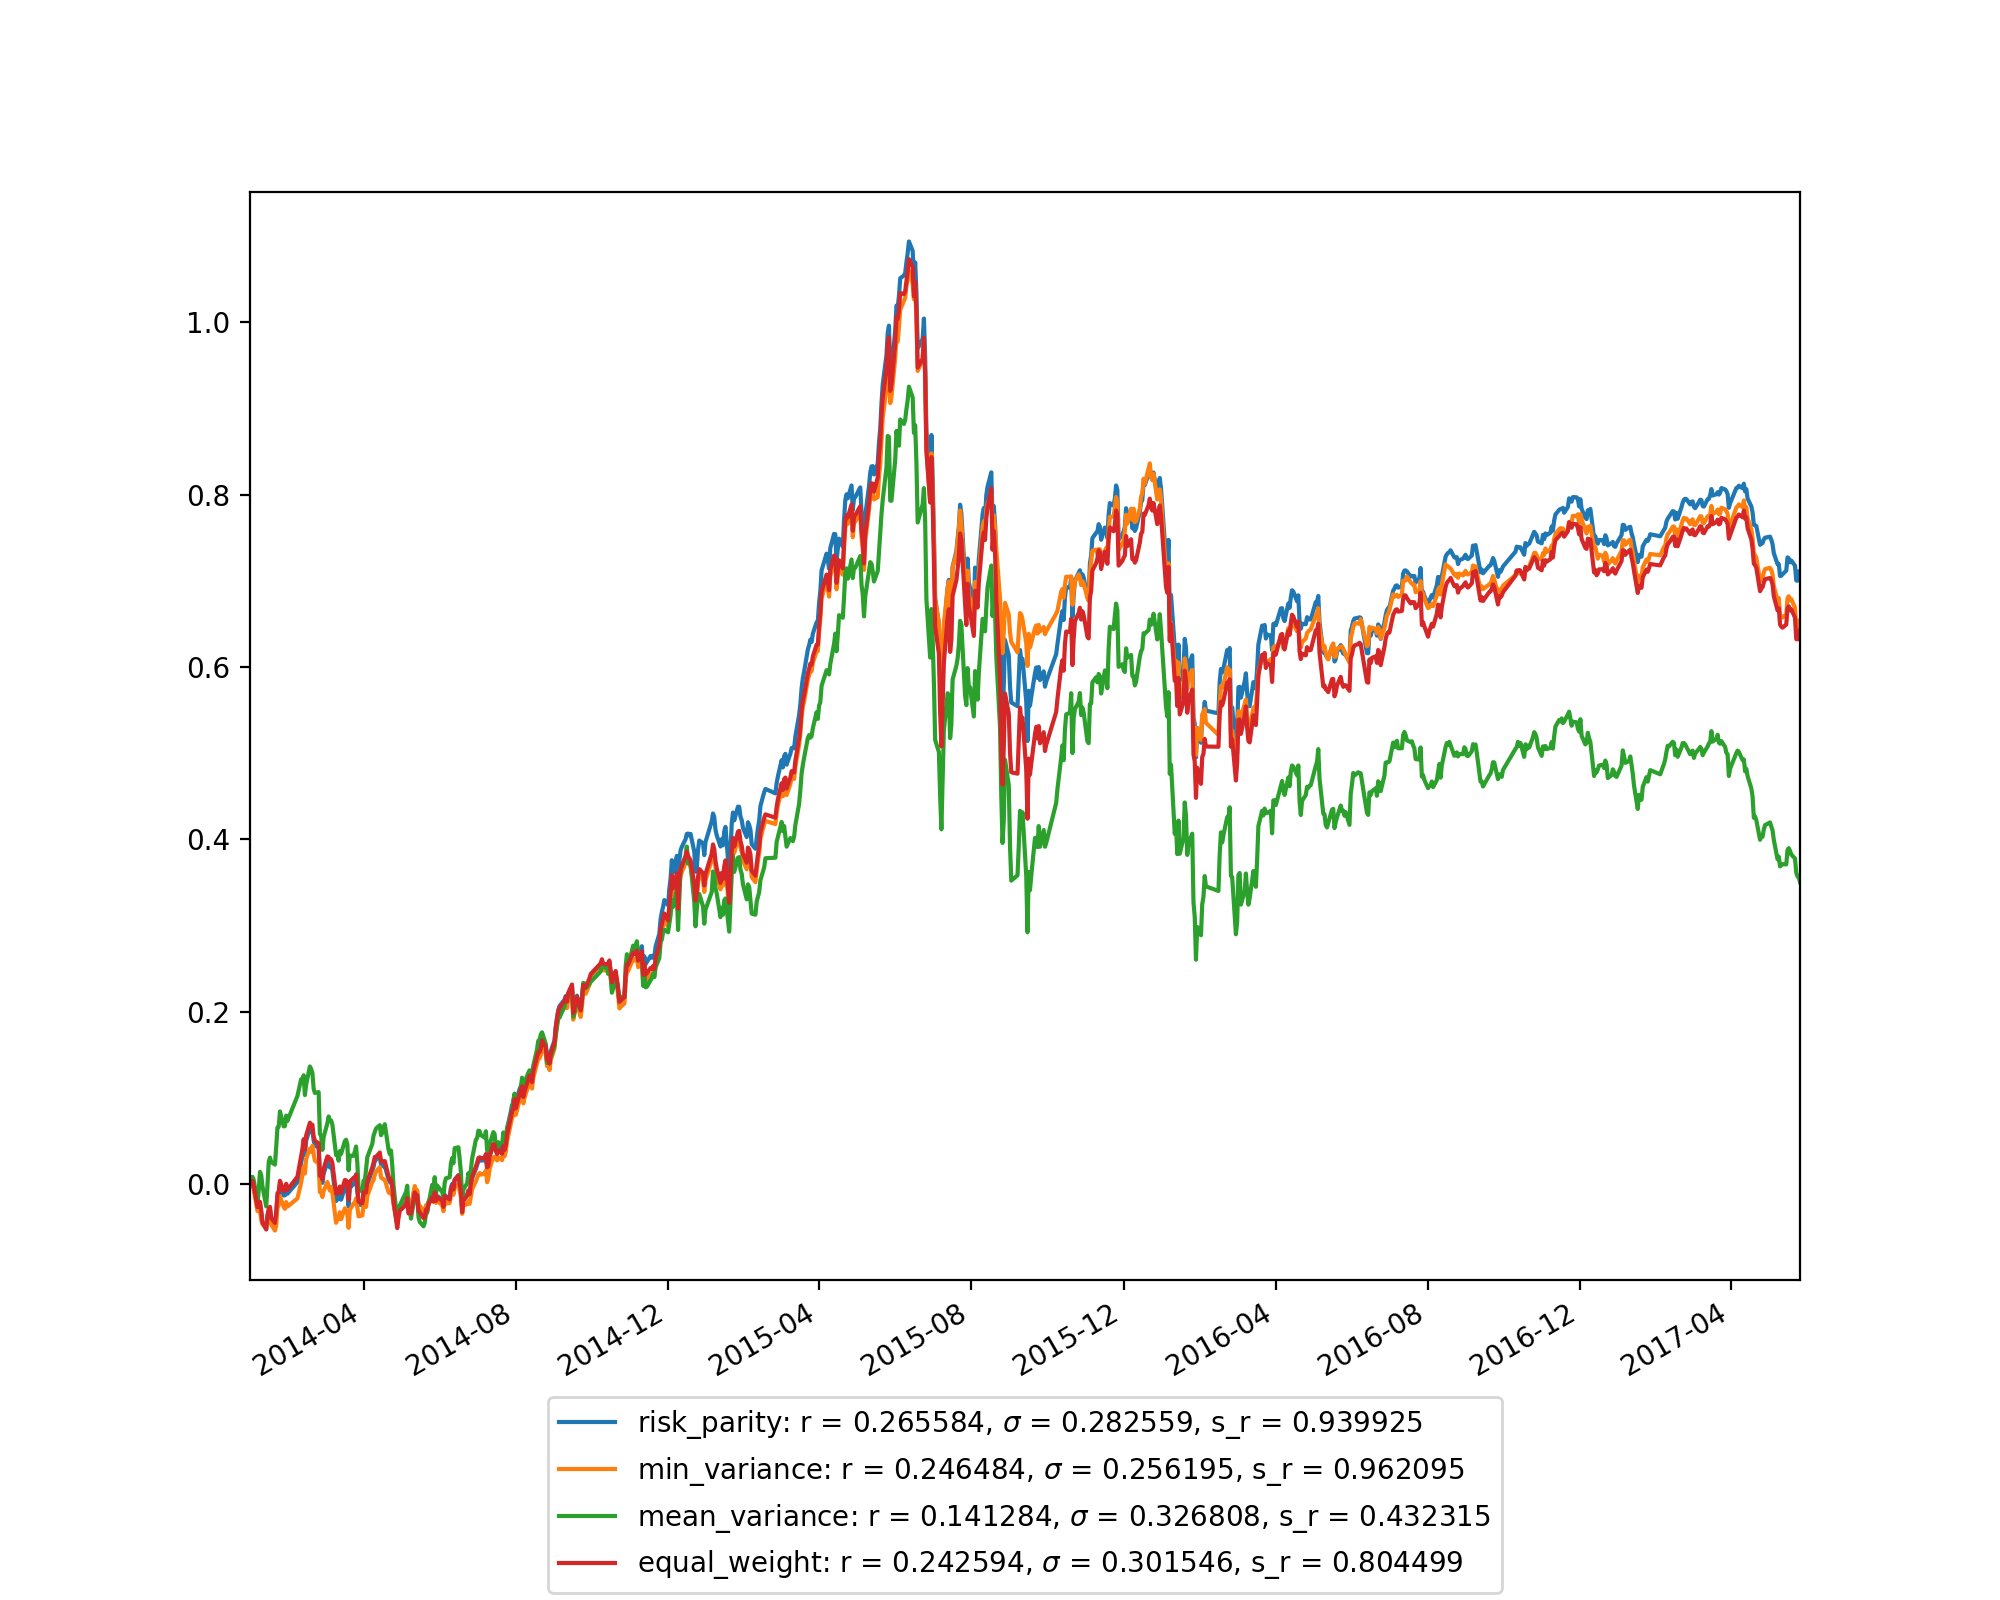 1.0
0.8
0.6
0.4
0.2
0.0
2014-04 2014-08 2014-12 2015-04 2015-08 2015-12 2016-04 2016-08 2016-12 2017-04
risk_parity: r = 0.265584, σ = 0.282559, s_r = 0.939925
min_variance: r = 0.246484, σ = 0.256195, s_r = 0.962095
mean_variance: r = 0.141284, σ = 0.326808, s_r = 0.432315
equal_weight: r = 0.242594, σ = 0.301546, s_r = 0.804499